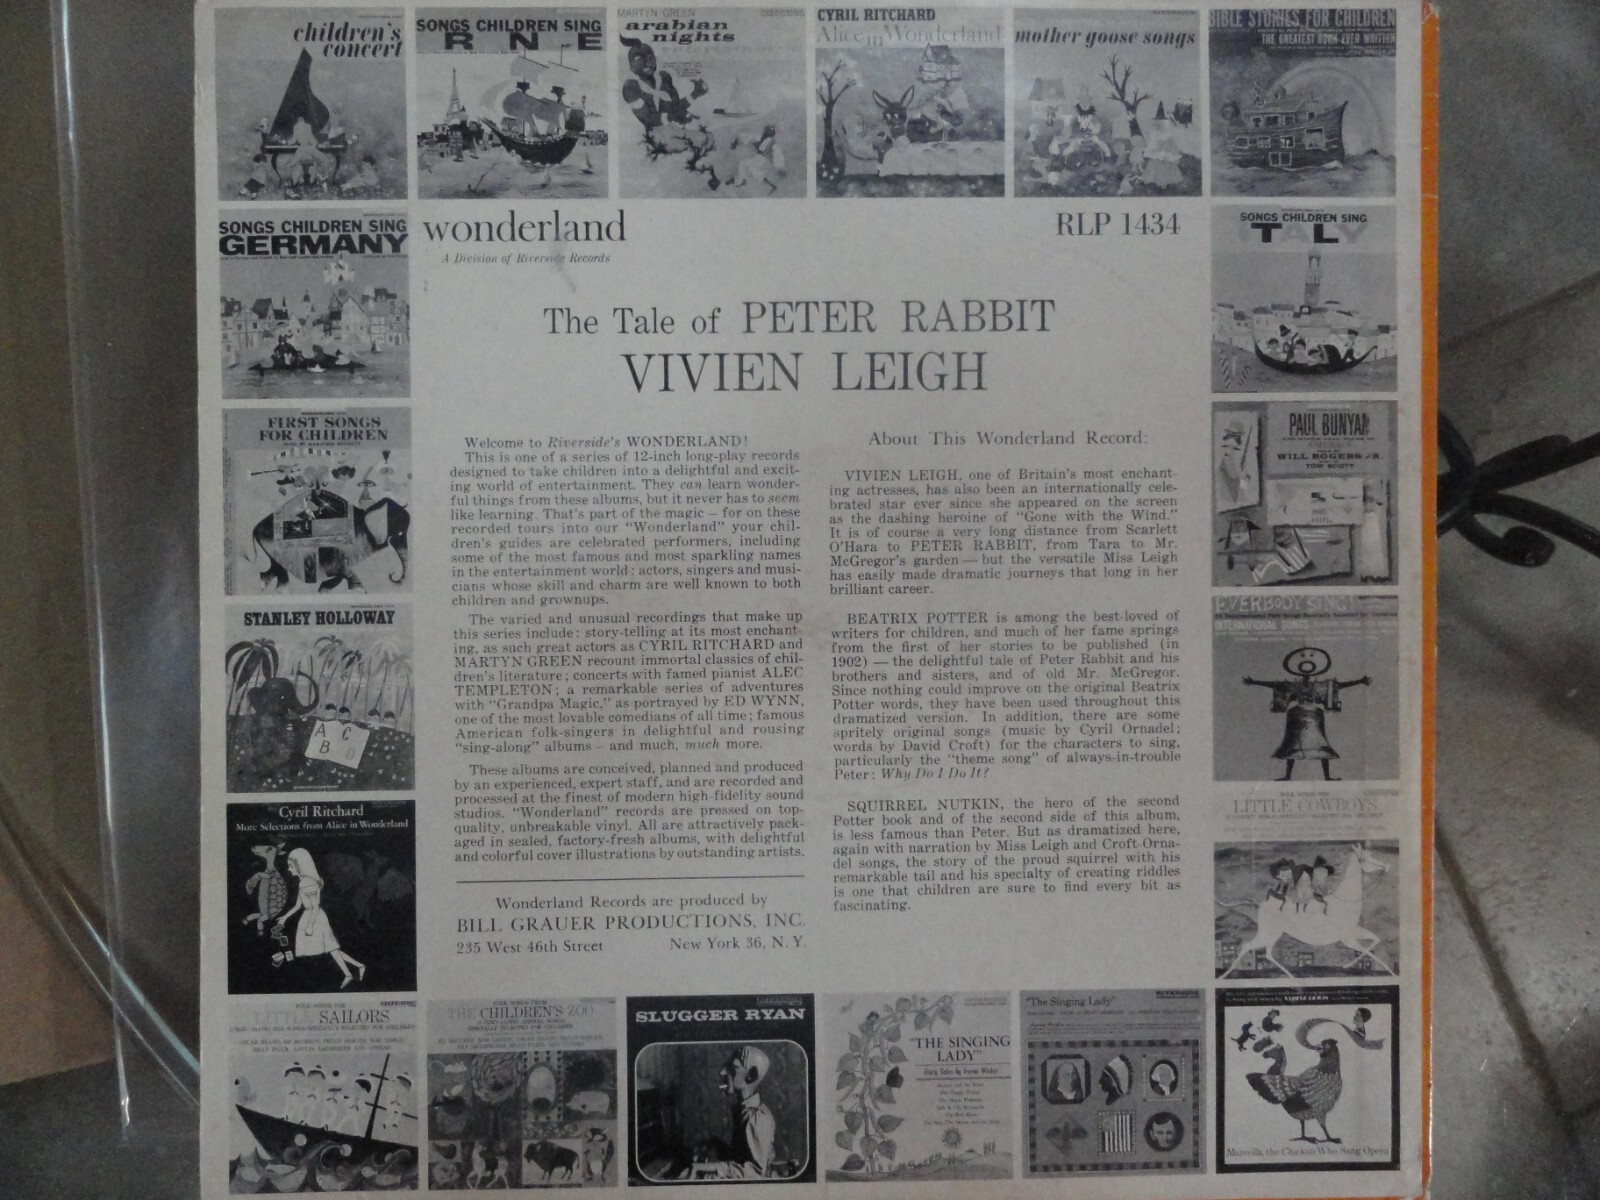 children's
concert
SONGS CHILDREN SING
R NE
MARTYN GREEN
arabian
nights
CYRIL RITCHARD
Alice in Wonderland
mother goose songs
BIBLE STORIES FOR CHILDREN
THE GREATEST BOOK EVER WRITTEN
SONGS CHILDREN SING
GERMANY
wonderland
A Division of Riverside Records
RLP 1434
SONGS CHILDREN SING
TALY
The Tale of PETER RABBIT
VIVIEN LEIGH
FIRST SONGS
FOR CHILDREN
PAUL BUNYAN
WILL ROGERS JR.
TOM SCOTT
Welcome to Riverside's WONDERLAND!
This is one of a series of 12-inch long-play records
designed to take children into a delightful and excit-
ing world of entertainment. They can learn wonder-
ful things from these albums, but it never has to seem
like learning. That's part of the magic – for on these
recorded tours into our "Wonderland" your chil-
dren's guides are celebrated performers, including
some of the most famous and most sparkling names
in the entertainment world: actors, singers and musi-
cians whose skill and charm are well known to both
children and grownups.
The varied and unusual recordings that make up
this series include: story-telling at its most enchant-
ing, as such great actors as CYRIL RITCHARD and
MARTYN GREEN recount immortal classics of chil-
dren's literature; concerts with famed pianist ALEC
TEMPLETON; a remarkable series of adventures
with "Grandpa Magic," as portrayed by ED WYNN,
one of the most lovable comedians of all time; famous
American folk-singers in delightful and rousing
"sing-along" albums – and much, much more.
These albums are conceived, planned and produced
by an experienced, expert staff, and are recorded and
processed at the finest of modern high-fidelity sound
studios. "Wonderland" records are pressed on top-
quality, unbreakable vinyl. All are attractively pack-
aged in sealed, factory-fresh albums, with delightful
and colorful cover illustrations by outstanding artists.
Wonderland Records are produced by
BILL GRAUER PRODUCTIONS, INC.
235 West 46th Street New York 36, N. Y.
About This Wonderland Record:
VIVIEN LEIGH, one of Britain's most enchant-
ing actresses, has also been an internationally cele-
brated star ever since she appeared on the screen
as the dashing heroine of "Gone with the Wind."
It is of course a very long distance from Scarlett
O'Hara to PETER RABBIT, from Tara to Mr.
McGregor's garden — but the versatile Miss Leigh
has easily made dramatic journeys that long in her
brilliant career.
BEATRIX POTTER is among the best-loved of
writers for children, and much of her fame springs
from the first of her stories to be published (in
1902) — the delightful tale of Peter Rabbit and his
brothers and sisters, and of old Mr. McGregor.
Since nothing could improve on the original Beatrix
Potter words, they have been used throughout this
dramatized version. In addition, there are some
spritely original songs (music by Cyril Ornadel;
words by David Croft) for the characters to sing,
particularly the "theme song" of always-in-trouble
Peter: Why Do I Do It?
SQUIRREL NUTKIN, the hero of the second
Potter book and of the second side of this album,
is less famous than Peter. But as dramatized here,
again with narration by Miss Leigh and Croft-Orna-
del songs, the story of the proud squirrel with his
remarkable tail and his specialty of creating riddles
is one that children are sure to find every bit as
fascinating.
STANLEY HOLLOWAY
A C
B D
EVERYBODY SING!
Cyril Ritchard
More Selections from Alice in Wonderland
LITTLE COWBOYS
LITTLE SAILORS
THE CHILDREN'S ZOO
SLUGGER RYAN
"THE SINGING
LADY"
"The Singing Lady"
Marcella, the Chicken Who Sang Opera